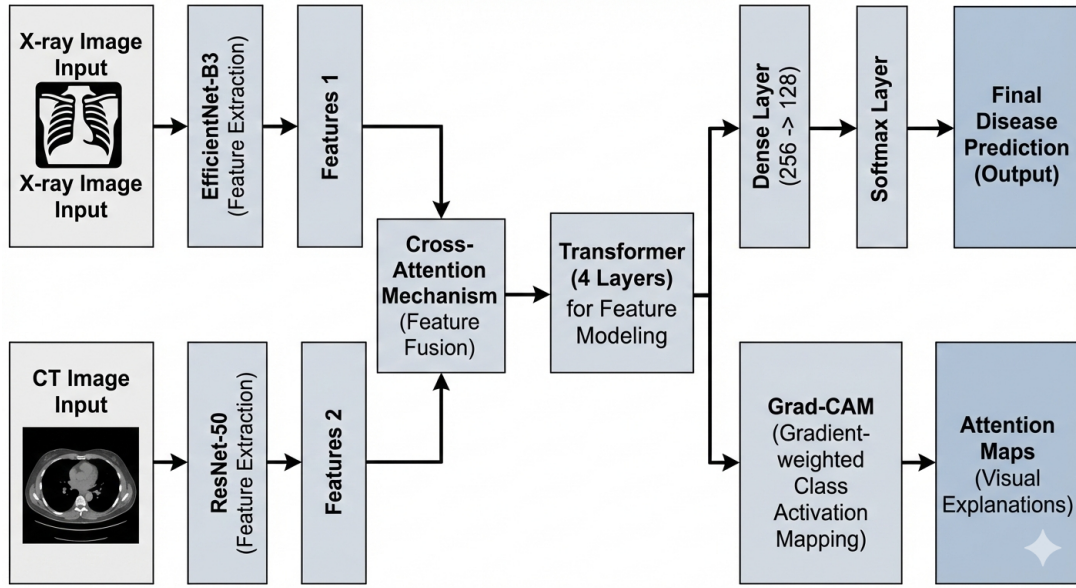 X-ray Image
Input
X-ray Image
Input
EfficientNet-B3
(Feature Extraction)
Features 1
CT Image
Input
ResNet-50
(Feature Extraction)
Features 2
Cross-
Attention
Mechanism
(Feature
Fusion)
Transformer
(4 Layers)
for Feature
Modeling
Dense Layer
(256 -> 128)
Softmax Layer
Final
Disease
Prediction
(Output)
Grad-CAM
(Gradient-
weighted
Class
Activation
Mapping)
Attention
Maps
(Visual
Explanations)